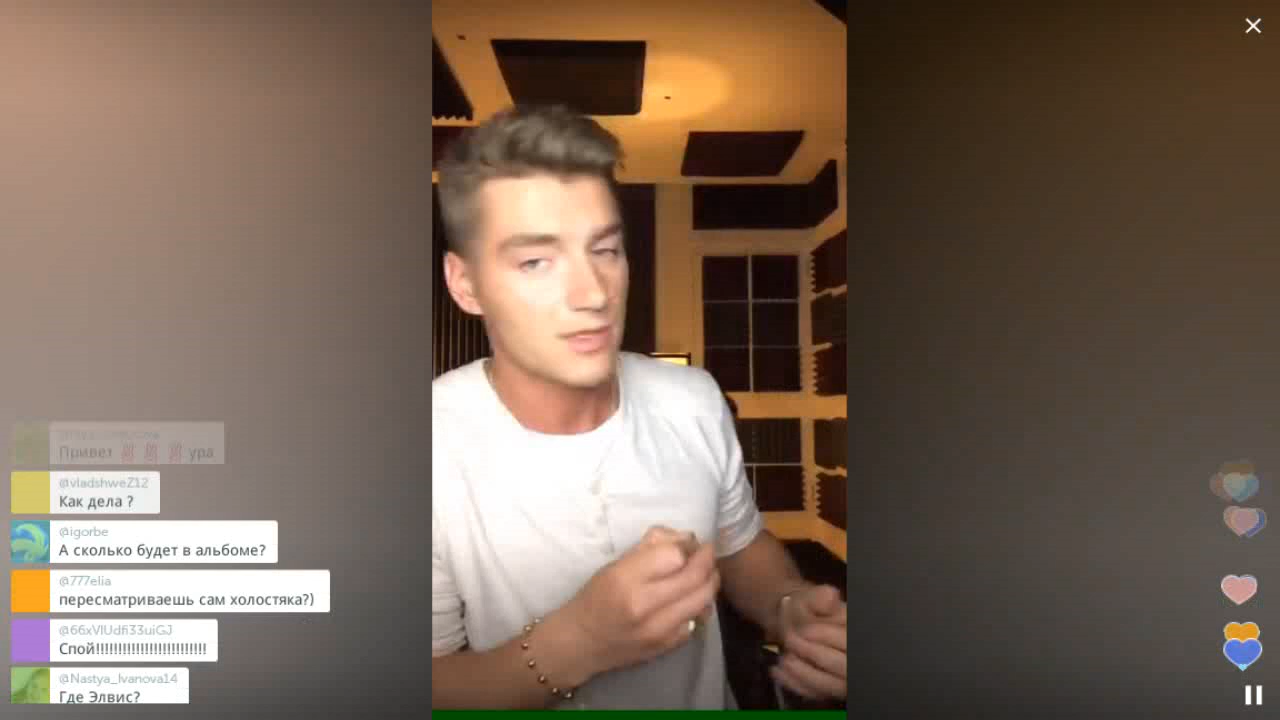 Привет ура
@vladshweZ12
Как дела ?
@igorbe
А сколько будет в альбоме?
@777elia
пересматриваешь сам холостяка?)
@66xVlUdfi33uiGJ
Спой!!!!!!!!!!!!!!!!!!!!!!!!!
@Nastya_Ivanova14
Где Элвис?